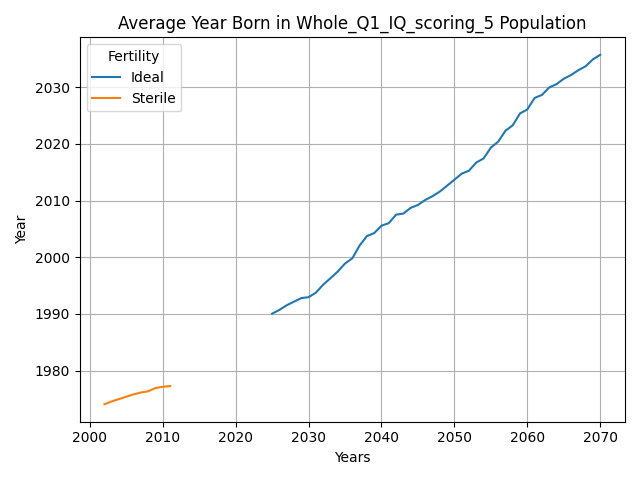 Average Year Born in Whole_Q1_IQ_scoring_5 Population
Fertility
Ideal
Sterile
Year
2030
2020
2010
2000
1990
1980
2000 2010 2020 2030 2040 2050 2060 2070
Years